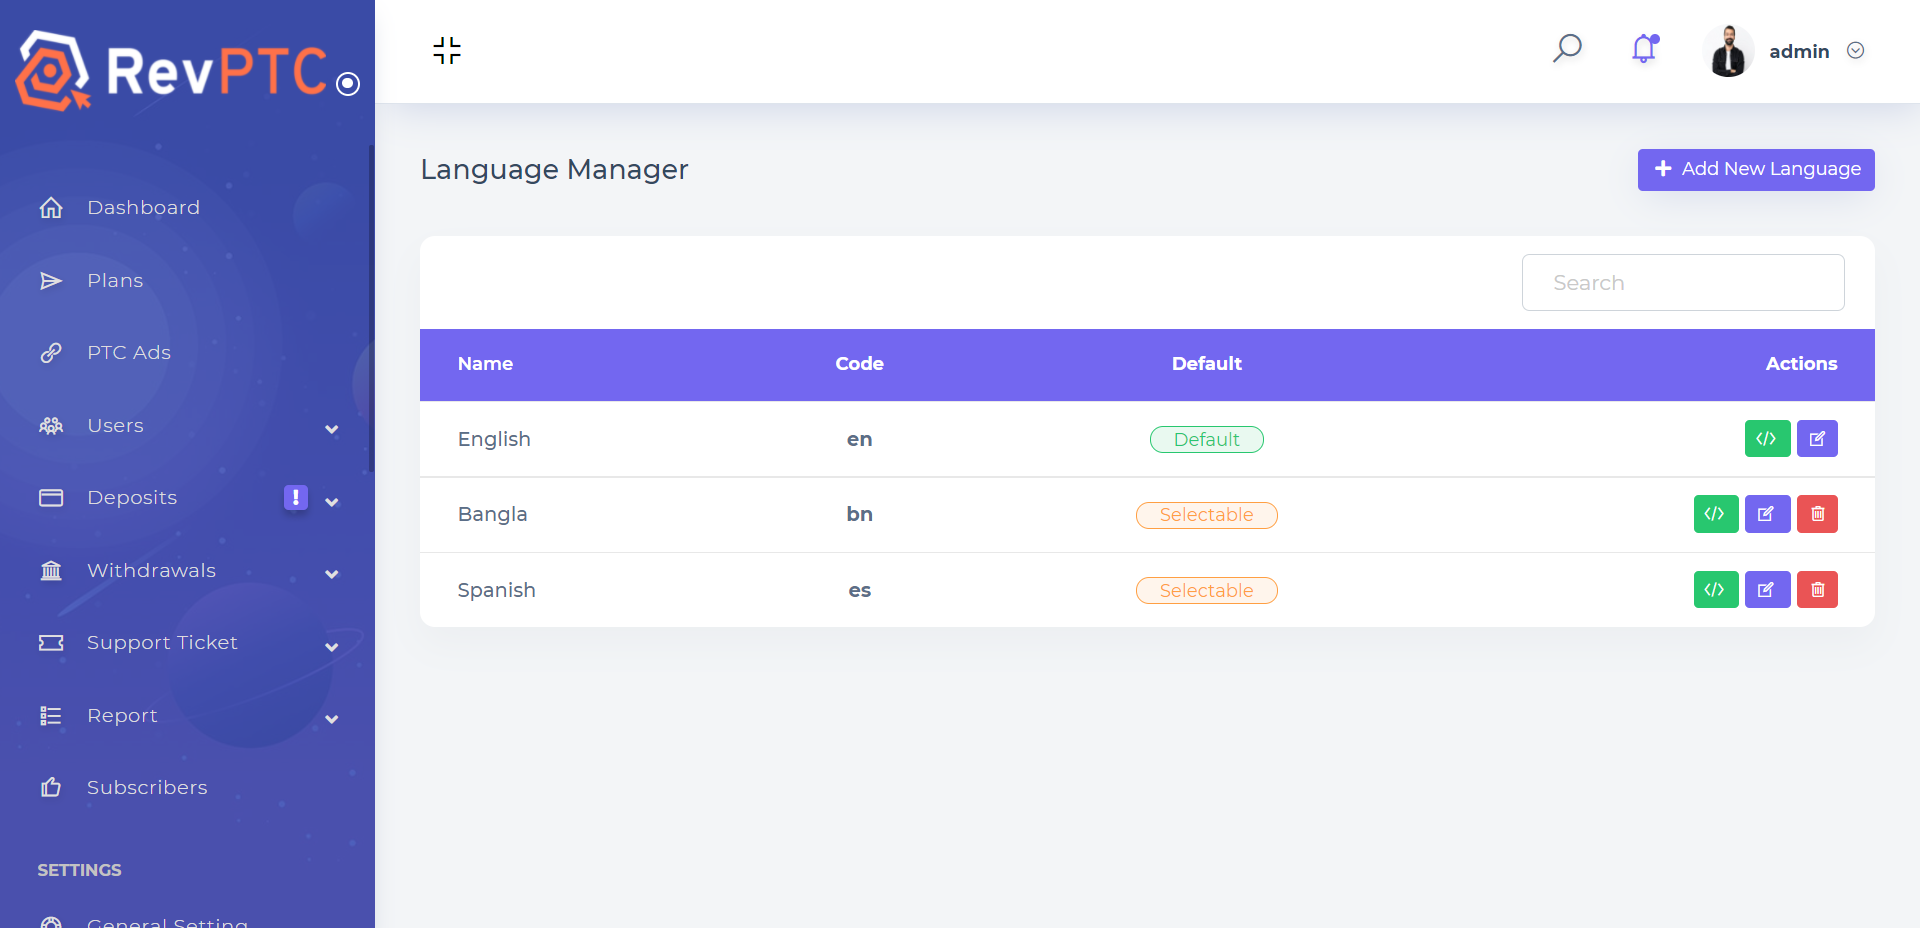 RevPTC
admin
Dashboard
Plans
PTC Ads
Users
Deposits
!
Withdrawals
Support Ticket
Report
Subscribers
SETTINGS
General Setting
Language Manager
Add New Language
Search
Name Code Default Actions
English en Default
Bangla bn Selectable
Spanish es Selectable